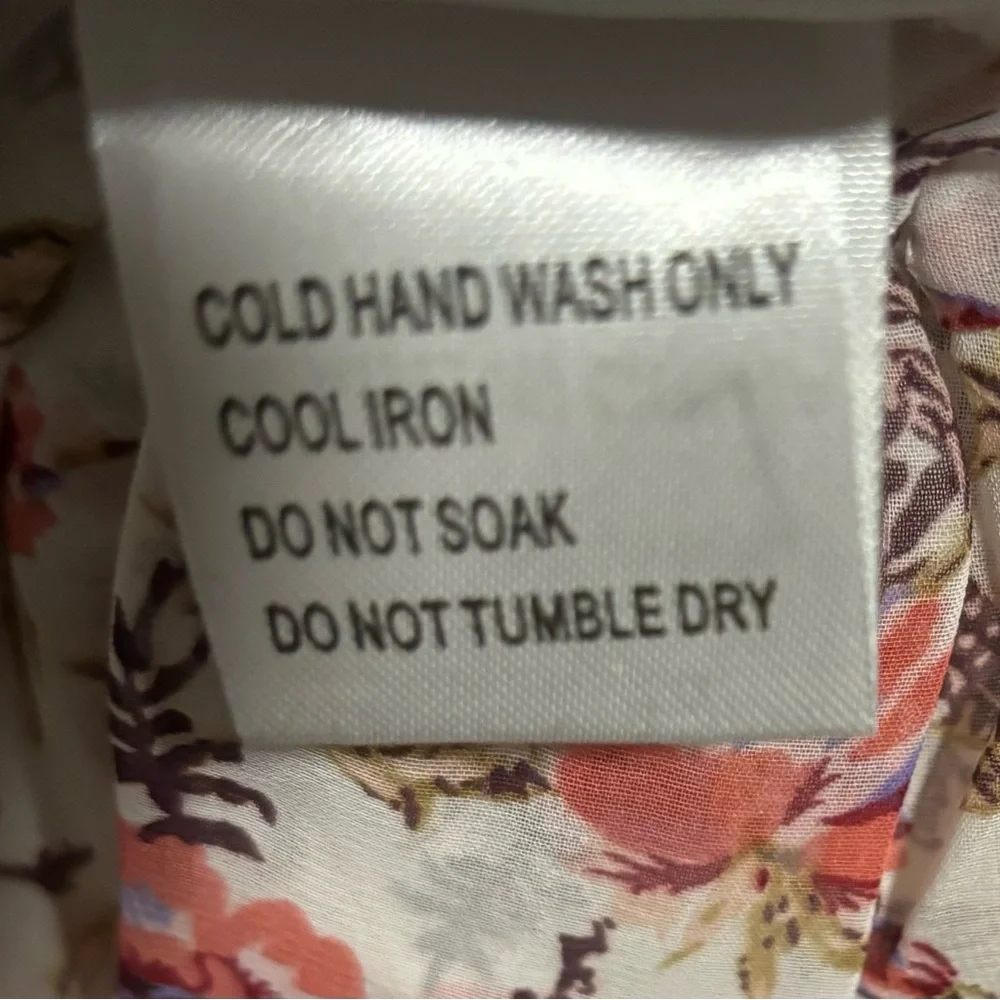 COLD HAND WASH ONLY
COOL IRON
DO NOT SOAK
DO NOT TUMBLE DRY